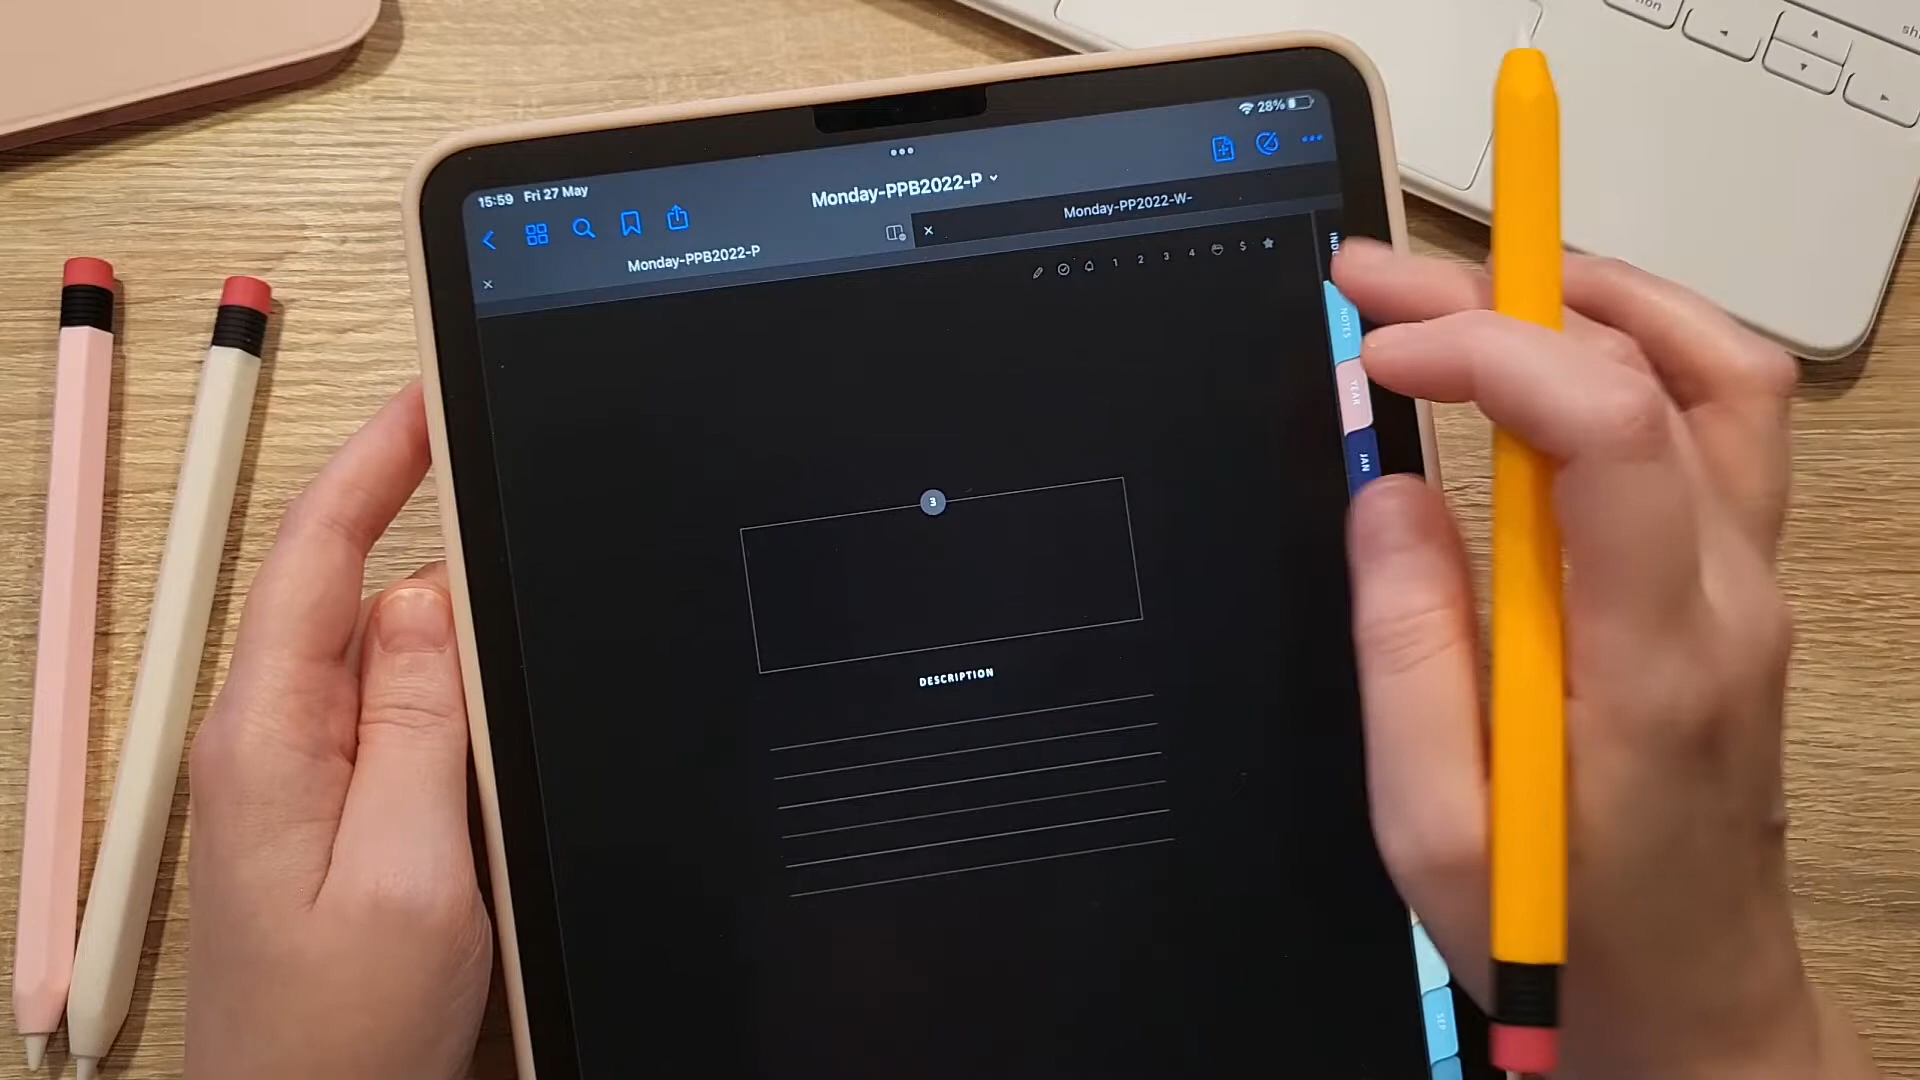 15:59 Fri 27 May
28%
Monday-PPB2022-P
Monday-PPB2022-P
Monday-PP2022-W-
1 2 3 4 $
NOTES
YEAR
JAN
3
DESCRIPTION
SEP